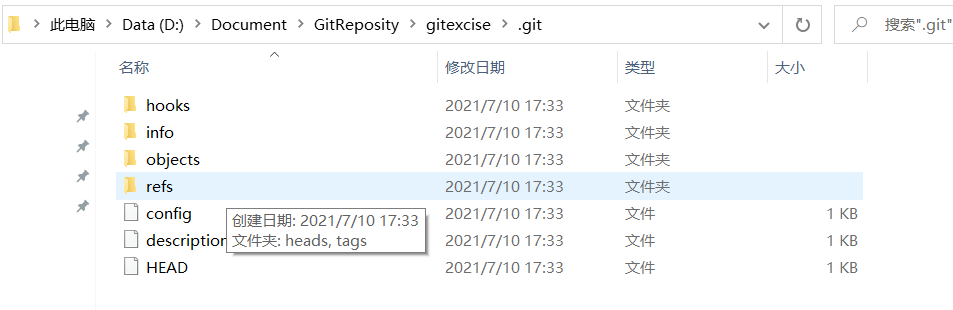 此电脑 > Data (D:) > Document > GitReposity > gitexcise > .git
搜索".git"
名称 修改日期 类型 大小
hooks 2021/7/10 17:33 文件夹
info 2021/7/10 17:33 文件夹
objects 2021/7/10 17:33 文件夹
refs 2021/7/10 17:33 文件夹
config 2021/7/10 17:33 文件 1 KB
创建日期: 2021/7/10 17:33
description 2021/7/10 17:33 文件 1 KB
文件夹: heads, tags
HEAD 2021/7/10 17:33 文件 1 KB